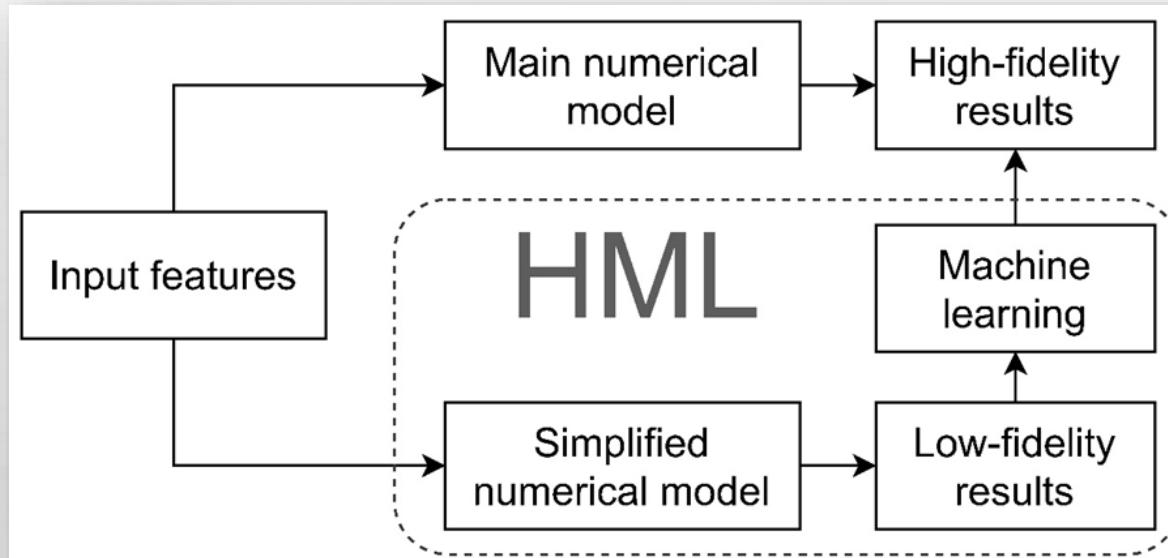 Main numerical
model
High-fidelity
results
Input features
HML
Machine
learning
Simplified
numerical model
Low-fidelity
results